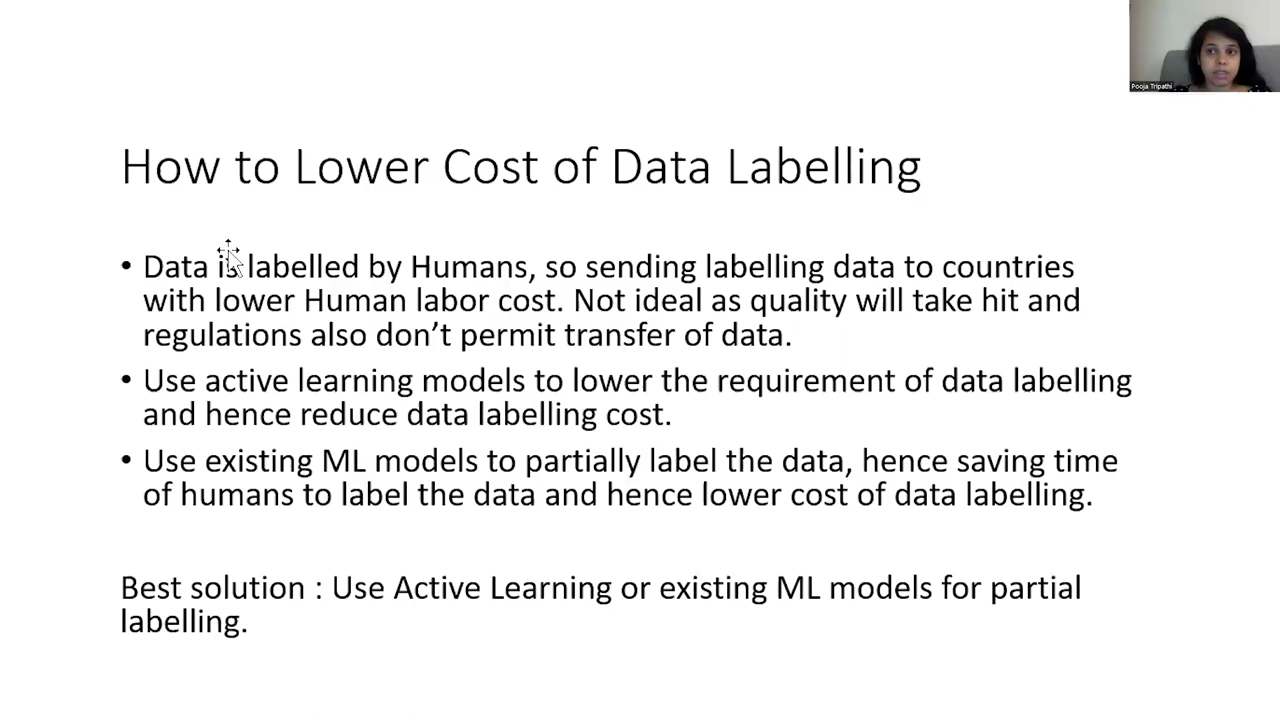 Pooja Tripathi
How to Lower Cost of Data Labelling
• Data is labelled by Humans, so sending labelling data to countries
with lower Human labor cost. Not ideal as quality will take hit and
regulations also don’t permit transfer of data.
• Use active learning models to lower the requirement of data labelling
and hence reduce data labelling cost.
• Use existing ML models to partially label the data, hence saving time
of humans to label the data and hence lower cost of data labelling.
Best solution : Use Active Learning or existing ML models for partial
labelling.